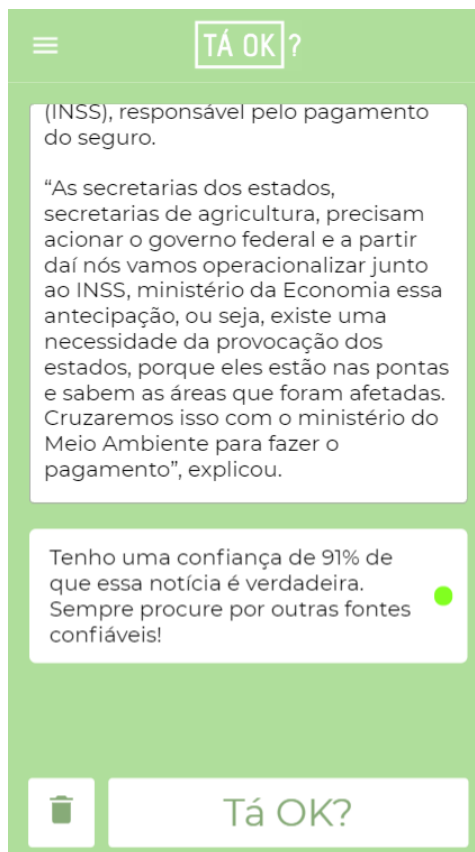 TÁ OK?
(INSS), responsável pelo pagamento
do seguro.
“As secretarias dos estados,
secretarias de agricultura, precisam
acionar o governo federal e a partir
daí nós vamos operacionalizar junto
ao INSS, ministério da Economia essa
antecipação, ou seja, existe uma
necessidade da provocação dos
estados, porque eles estão nas pontas
e sabem as áreas que foram afetadas.
Cruzaremos isso com o ministério do
Meio Ambiente para fazer o
pagamento”, explicou.
Tenho uma confiança de 91% de
que essa notícia é verdadeira.
Sempre procure por outras fontes
confiáveis!
Tá OK?